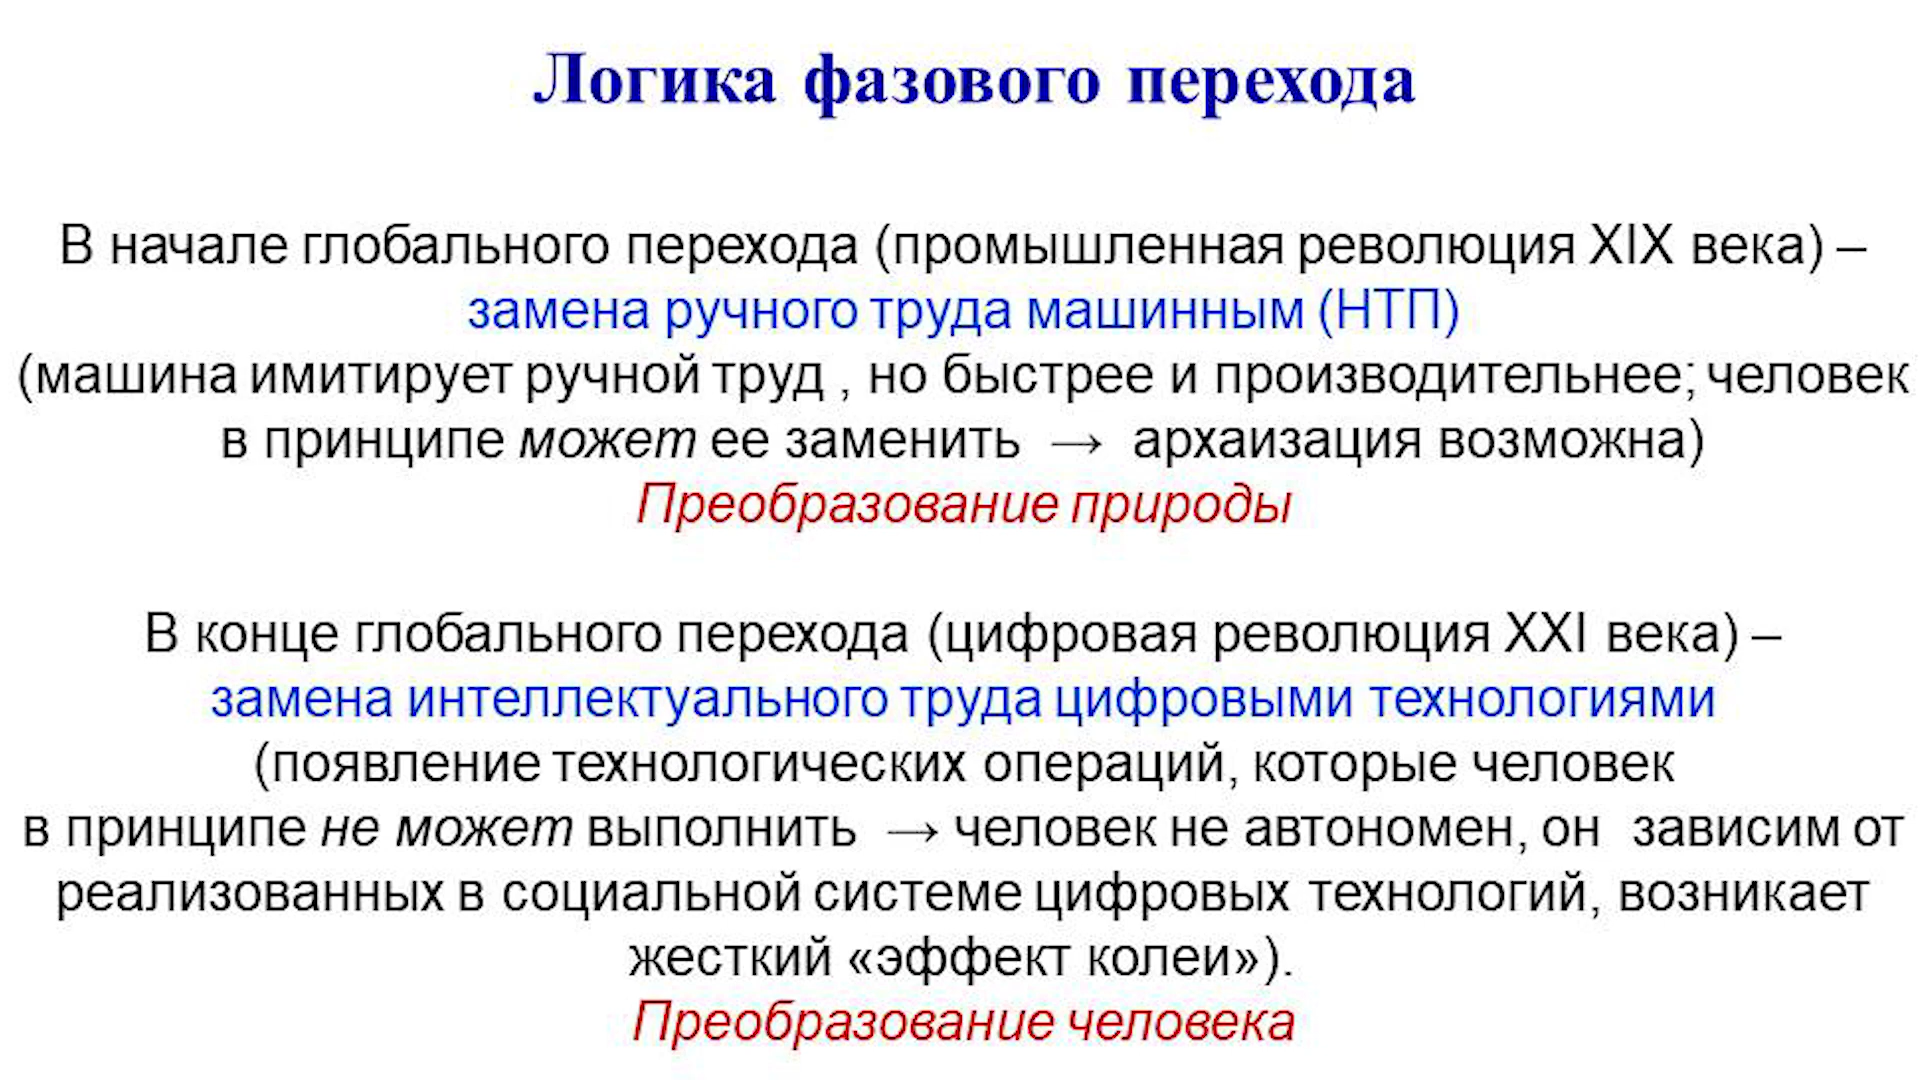 Логика фазового перехода
В начале глобального перехода (промышленная революция XIX века) –
замена ручного труда машинным (НТП)
(машина имитирует ручной труд , но быстрее и производительнее; человек
в принципе может ее заменить → архаизация возможна)
Преобразование природы
В конце глобального перехода (цифровая революция XXI века) –
замена интеллектуального труда цифровыми технологиями
(появление технологических операций, которые человек
в принципе не может выполнить → человек не автономен, он зависим от
реализованных в социальной системе цифровых технологий, возникает
жесткий «эффект колеи»).
Преобразование человека